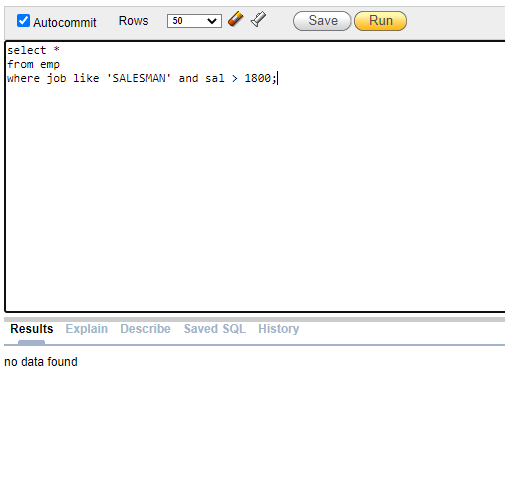 Autocommit Rows 50 Save Run
select *
from emp
where job like 'SALESMAN' and sal > 1800;
Results Explain Describe Saved SQL History
no data found